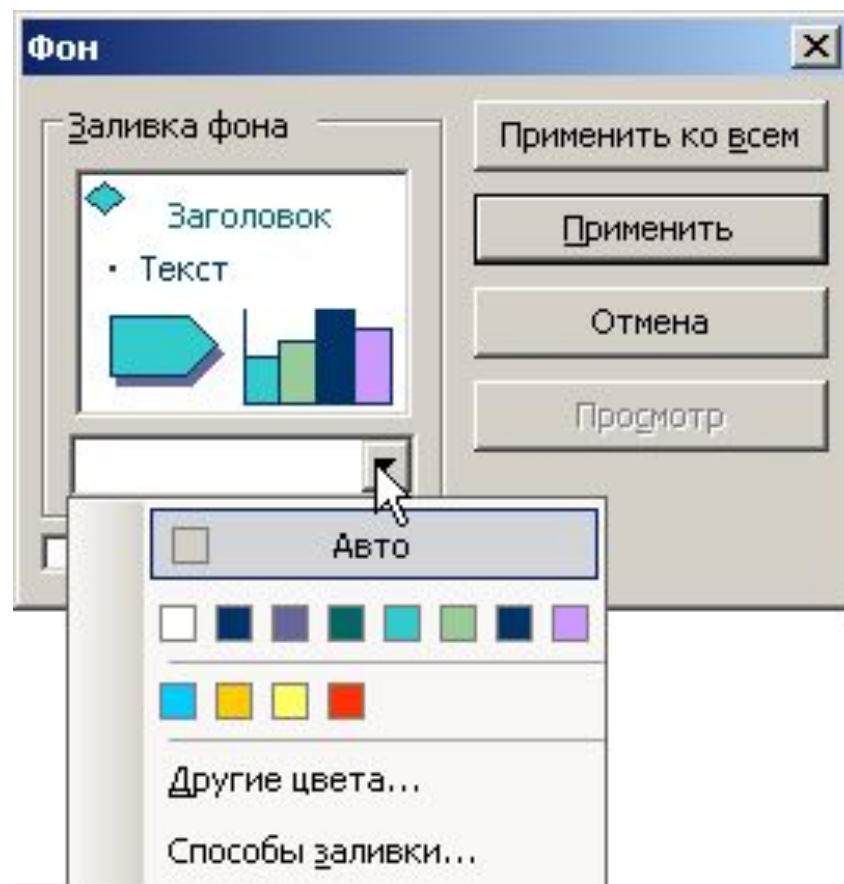 Фон
Заливка фона
Заголовок
· Текст
Применить ко всем
Применить
Отмена
Просмотр
Авто
Другие цвета...
Способы заливки...